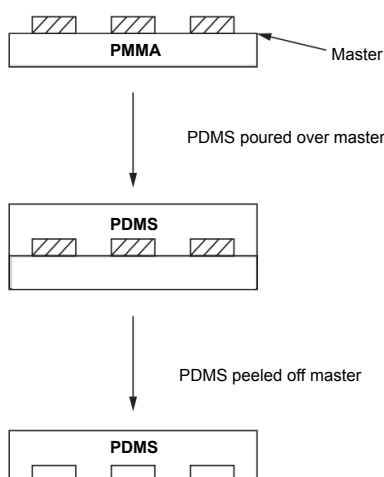 PMMA
Master
PDMS poured over master
PDMS
PDMS peeled off master
PDMS